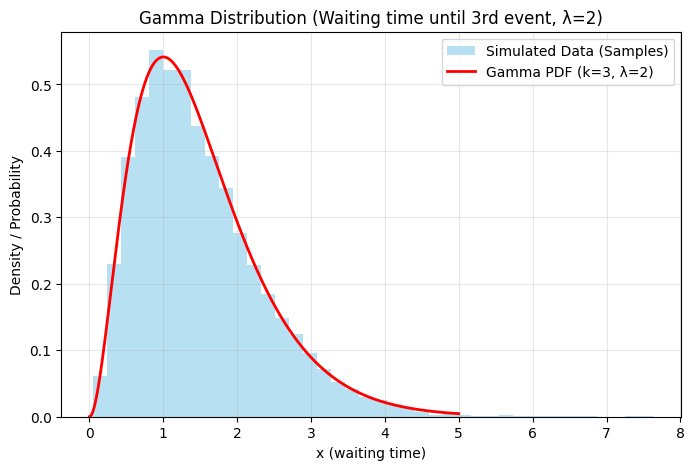 Gamma Distribution (Waiting time until 3rd event, λ=2)
Simulated Data (Samples)
Gamma PDF (k=3, λ=2)
Density / Probability
0.5
0.4
0.3
0.2
0.1
0.0
0 1 2 3 4 5 6 7 8
x (waiting time)